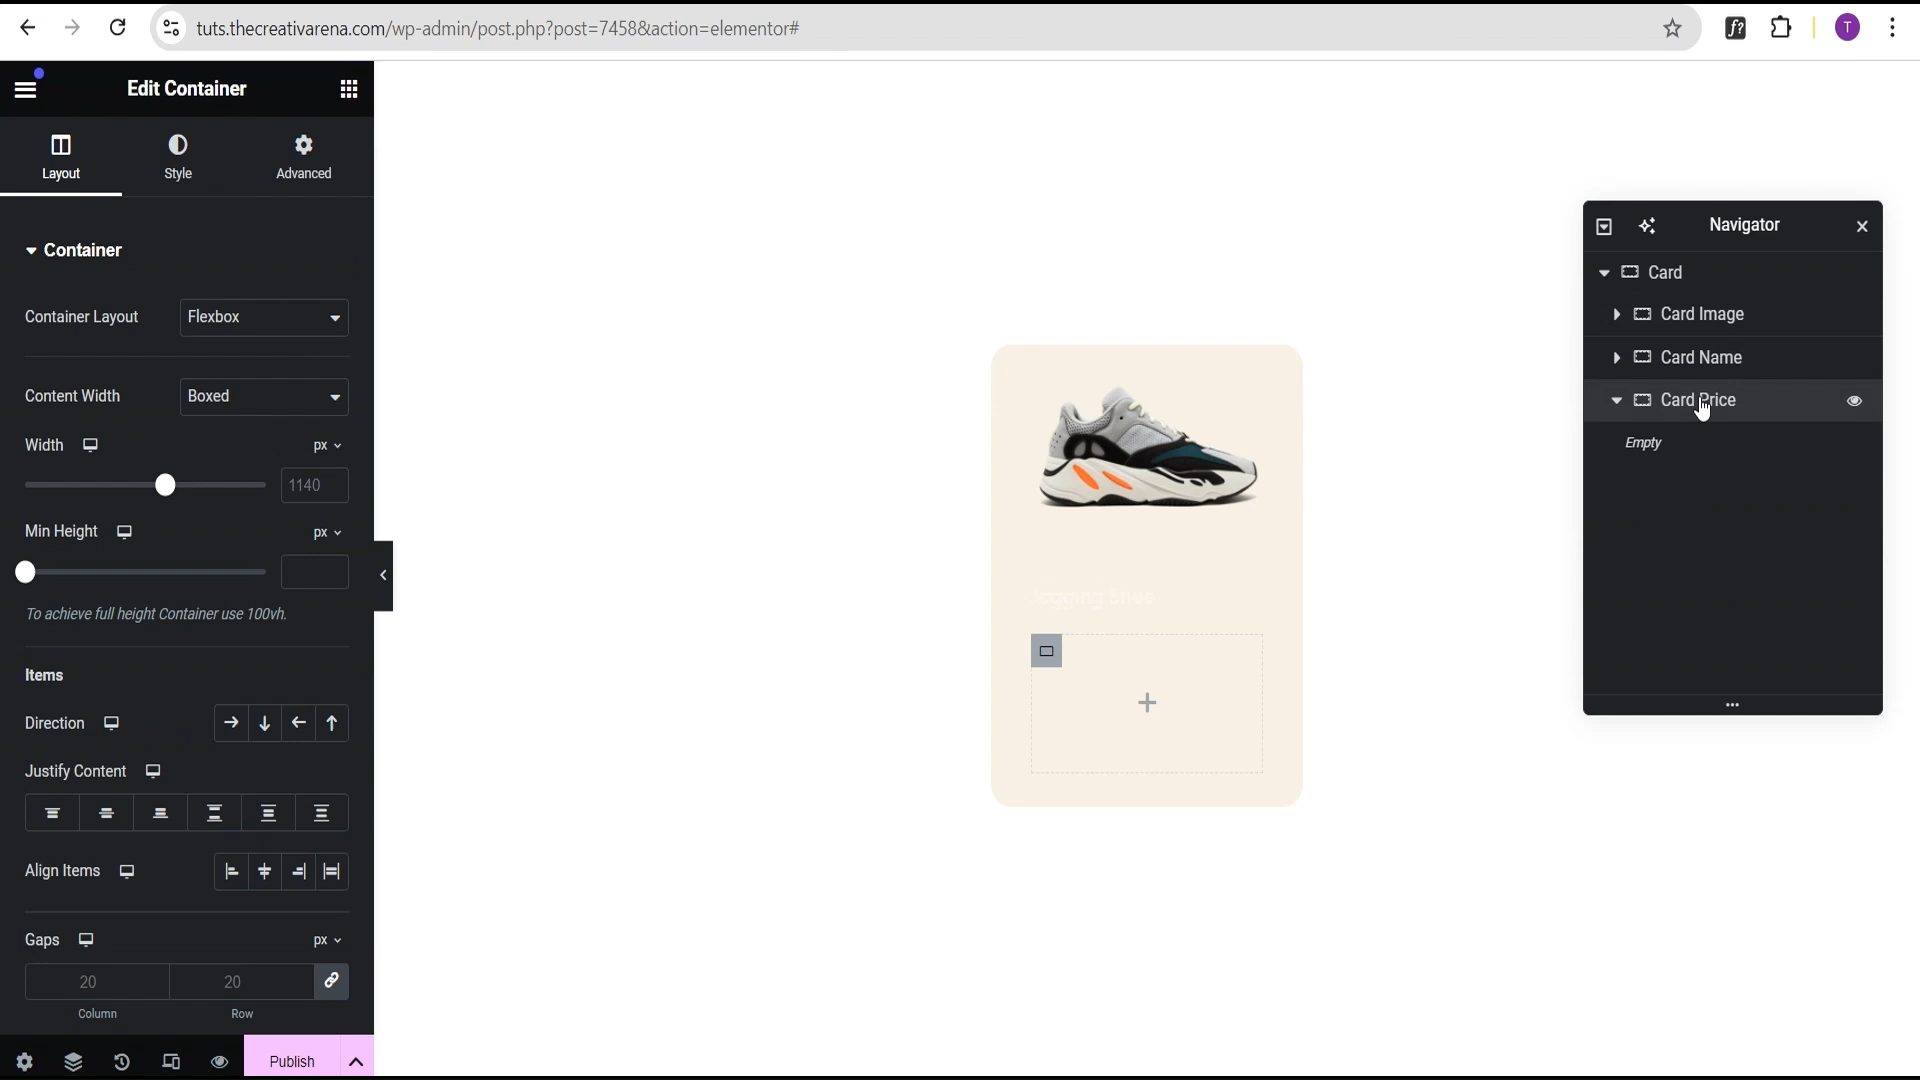 tuts.thecreativarena.com/wp-admin/post.php?post=7458&action=elementor#
f?
T
Edit Container
Layout
Style
Advanced
Container
Container Layout
Flexbox
Content Width
Boxed
Width
px
1140
Min Height
px
To achieve full height Container use 100vh.
Items
Direction
Justify Content
Align Items
Gaps
px
20
20
Column
Row
Publish
Jogging Shoe
Navigator
Card
Card Image
Card Name
Card Price
Empty